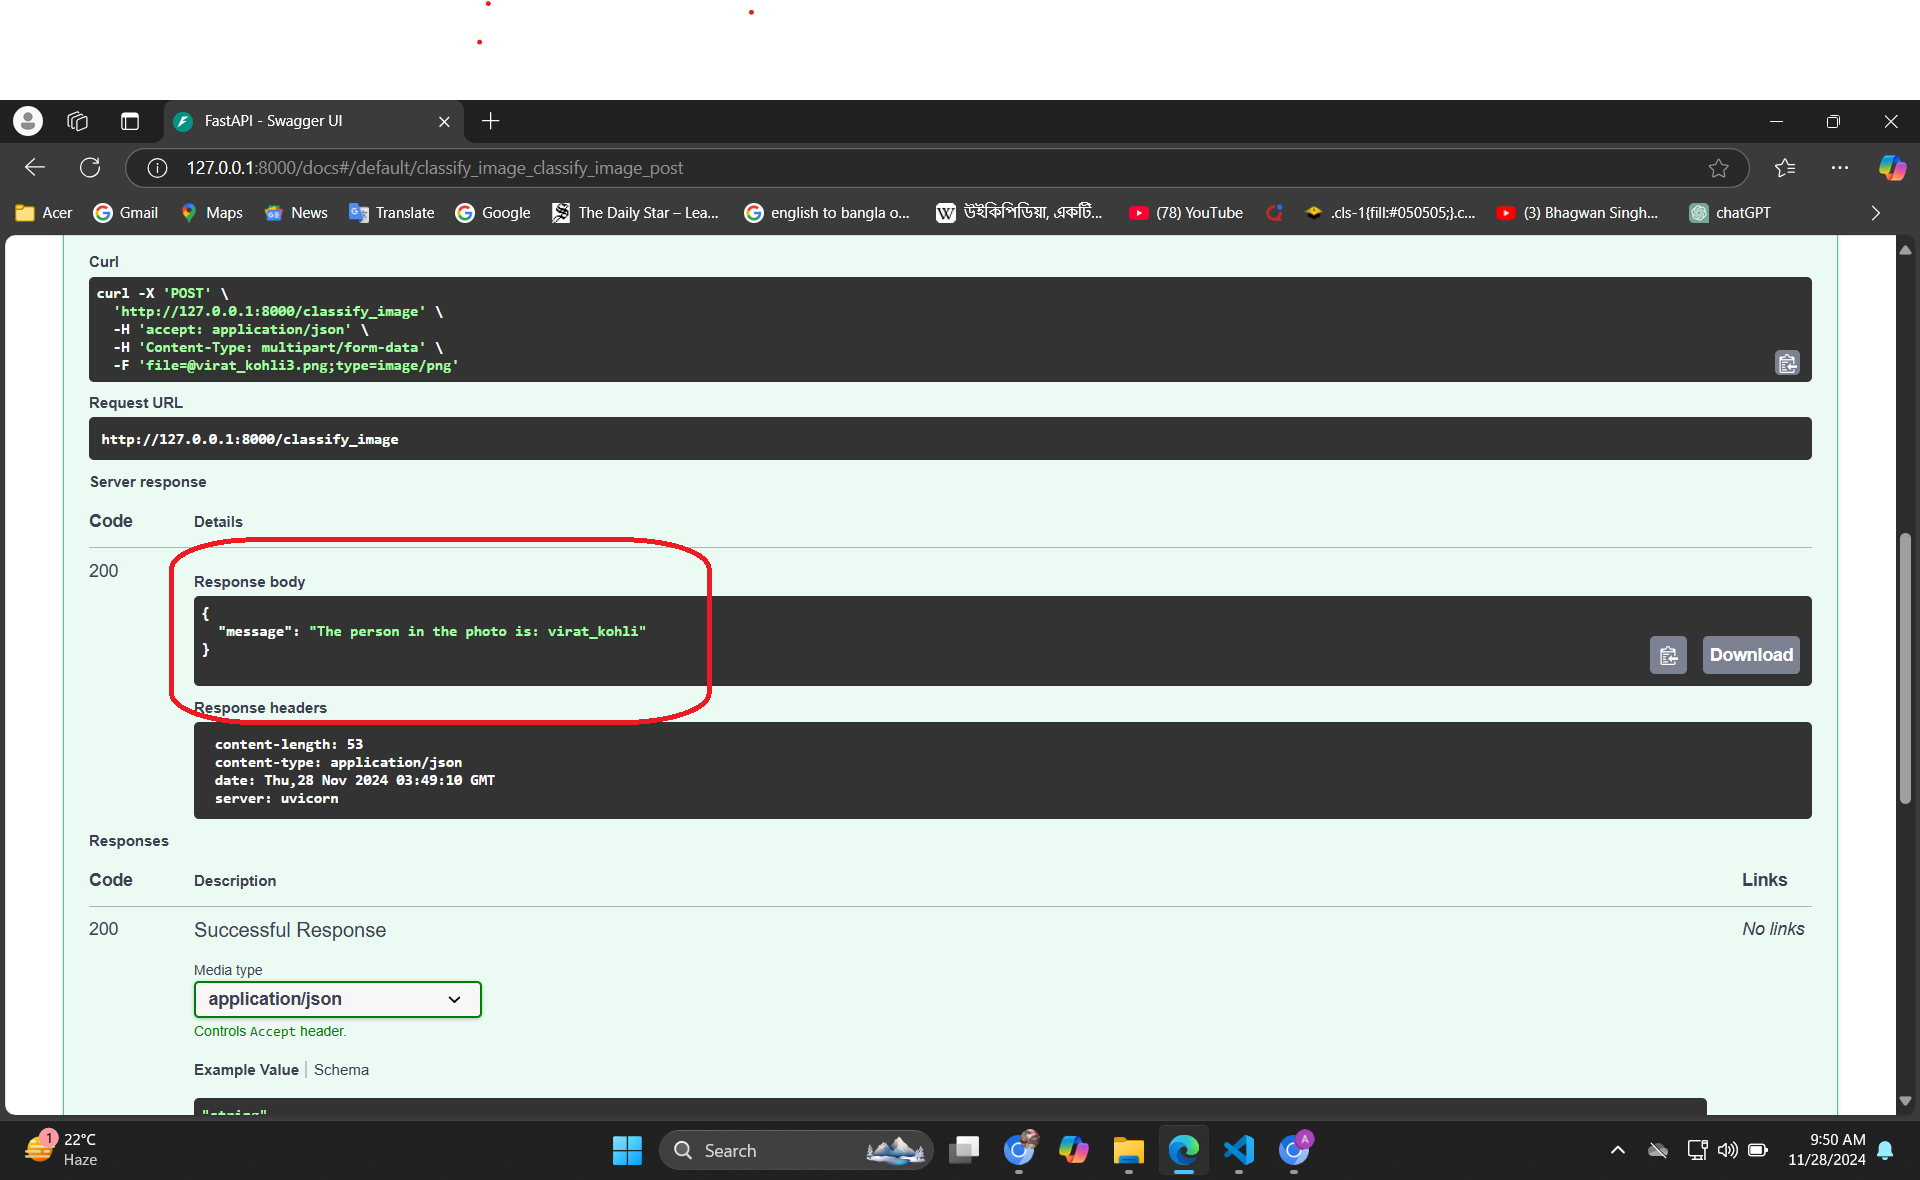 FastAPI - Swagger UI
127.0.0.1:8000/docs#/default/classify_image_classify_image_post
Acer Gmail Maps News Translate Google The Daily Star – Lea... english to bangla o... উইকিপিডিয়া, একটি... (78) YouTube .cls-1{fill:#050505;}.c... (3) Bhagwan Singh... chatGPT
Curl
curl -X 'POST' \
'http://127.0.0.1:8000/classify_image' \
-H 'accept: application/json' \
-H 'Content-Type: multipart/form-data' \
-F 'file=@virat_kohli3.png;type=image/png'
Request URL
http://127.0.0.1:8000/classify_image
Server response
Code Details
200
Response body
{
"message": "The person in the photo is: virat_kohli"
}
Download
Response headers
content-length: 53
content-type: application/json
date: Thu,28 Nov 2024 03:49:10 GMT
server: uvicorn
Responses
Code Description Links
200 Successful Response No links
Media type
application/json
Controls Accept header.
Example Value Schema
"string"
1 22°C
Haze
Search
A
9:50 AM
11/28/2024